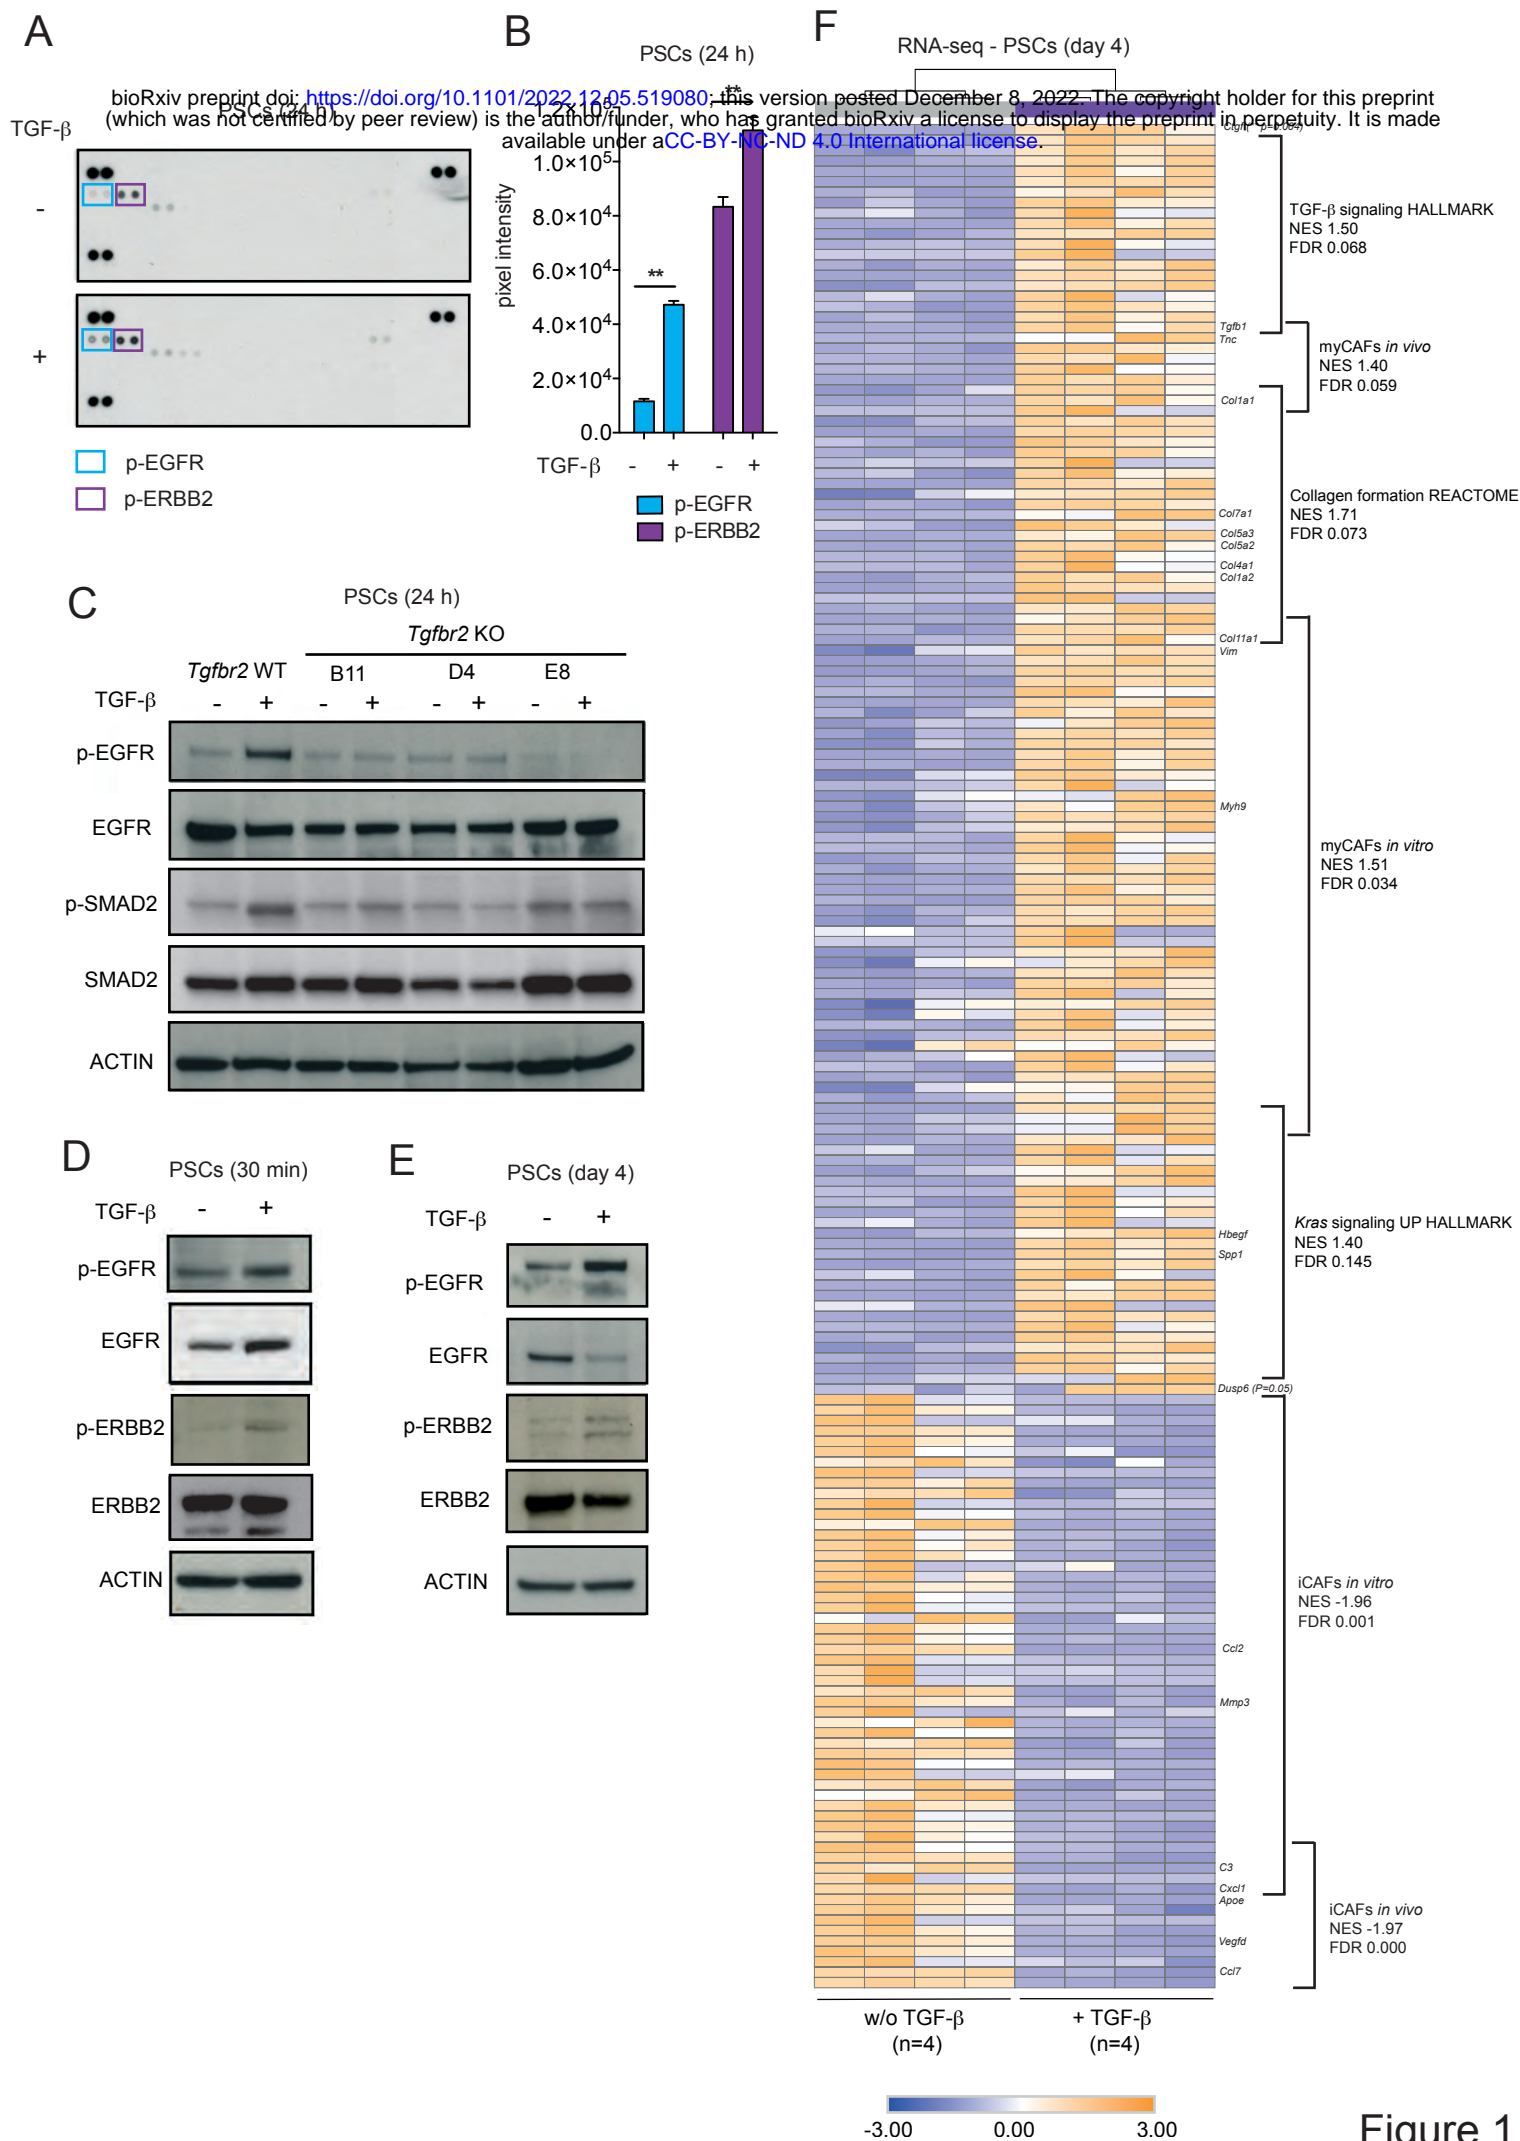 A
B
F
PSCs (24 h)
RNA-seq - PSCs (day 4)
bioRxiv preprint doi: https://doi.org/10.1101/2022.12.05.519080; this version posted December 8, 2022. The copyright holder for this preprint
(which was not certified by peer review) is the author/funder, who has granted bioRxiv a license to display the preprint in perpetuity. It is made
available under aCC-BY-NC-ND 4.0 International license.
PSCs (24 h)
TGF-β
-
+
p-EGFR
p-ERBB2
pixel intensity
1.2×10⁵
1.0×10⁵
8.0×10⁴
6.0×10⁴
4.0×10⁴
2.0×10⁴
0.0
**
**
TGF-β - + - +
p-EGFR
p-ERBB2
C
PSCs (24 h)
Tgfbr2 KO
Tgfbr2 WT B11 D4 E8
TGF-β - + - + - + - +
p-EGFR
EGFR
p-SMAD2
SMAD2
ACTIN
D
PSCs (30 min)
TGF-β - +
p-EGFR
EGFR
p-ERBB2
ERBB2
ACTIN
E
PSCs (day 4)
TGF-β - +
p-EGFR
EGFR
p-ERBB2
ERBB2
ACTIN
TGF-β signaling HALLMARK
NES 1.50
FDR 0.068
Tgfb1
Tnc
myCAFs in vivo
NES 1.40
FDR 0.059
Col1a1
Collagen formation REACTOME
NES 1.71
FDR 0.073
Col7a1
Col5a3
Col5a2
Col4a1
Col1a2
Col11a1
Vim
Myh9
myCAFs in vitro
NES 1.51
FDR 0.034
Hbegf
Spp1
Kras signaling UP HALLMARK
NES 1.40
FDR 0.145
Dusp6 (P=0.05)
iCAFs in vitro
NES -1.96
FDR 0.001
Ccl2
Mmp3
C3
Cxcl1
Apoe
Vegfd
Ccl7
iCAFs in vivo
NES -1.97
FDR 0.000
w/o TGF-β
(n=4)
+ TGF-β
(n=4)
-3.00 0.00 3.00
Figure 1